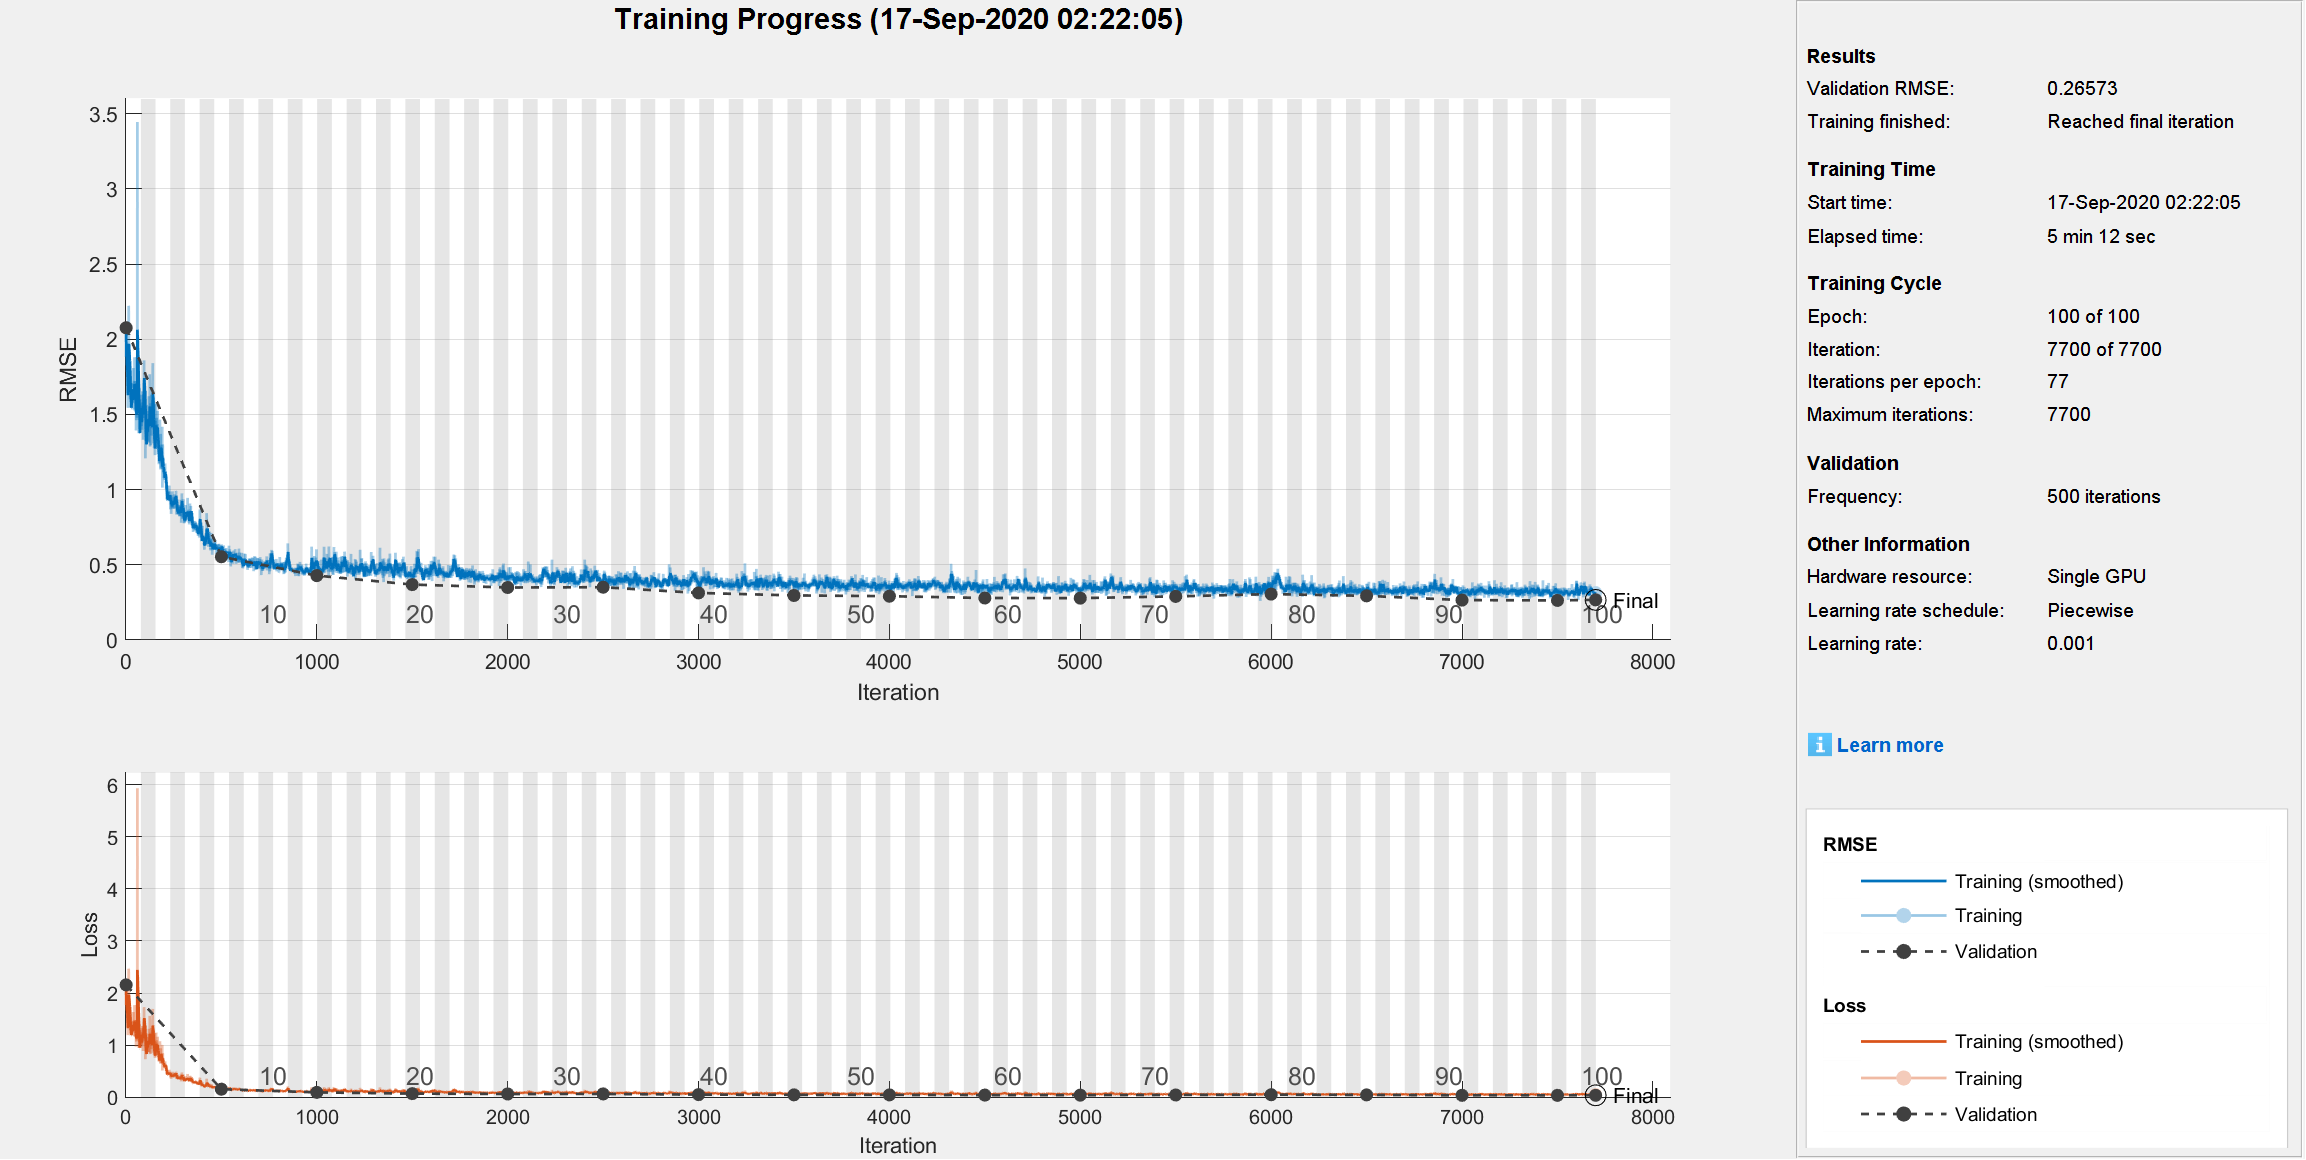 Training Progress (17-Sep-2020 02:22:05)
3.5
3
2.5
2
1.5
1
0.5
0
RMSE
10 20 30 40 50 60 70 80 90 100
Final
0 1000 2000 3000 4000 5000 6000 7000 8000
Iteration
6
5
4
3
2
1
0
Loss
10 20 30 40 50 60 70 80 90 100
Final
0 1000 2000 3000 4000 5000 6000 7000 8000
Iteration
Results
Validation RMSE: 0.26573
Training finished: Reached final iteration
Training Time
Start time: 17-Sep-2020 02:22:05
Elapsed time: 5 min 12 sec
Training Cycle
Epoch: 100 of 100
Iteration: 7700 of 7700
Iterations per epoch: 77
Maximum iterations: 7700
Validation
Frequency: 500 iterations
Other Information
Hardware resource: Single GPU
Learning rate schedule: Piecewise
Learning rate: 0.001
i Learn more
RMSE
Training (smoothed)
Training
Validation
Loss
Training (smoothed)
Training
Validation